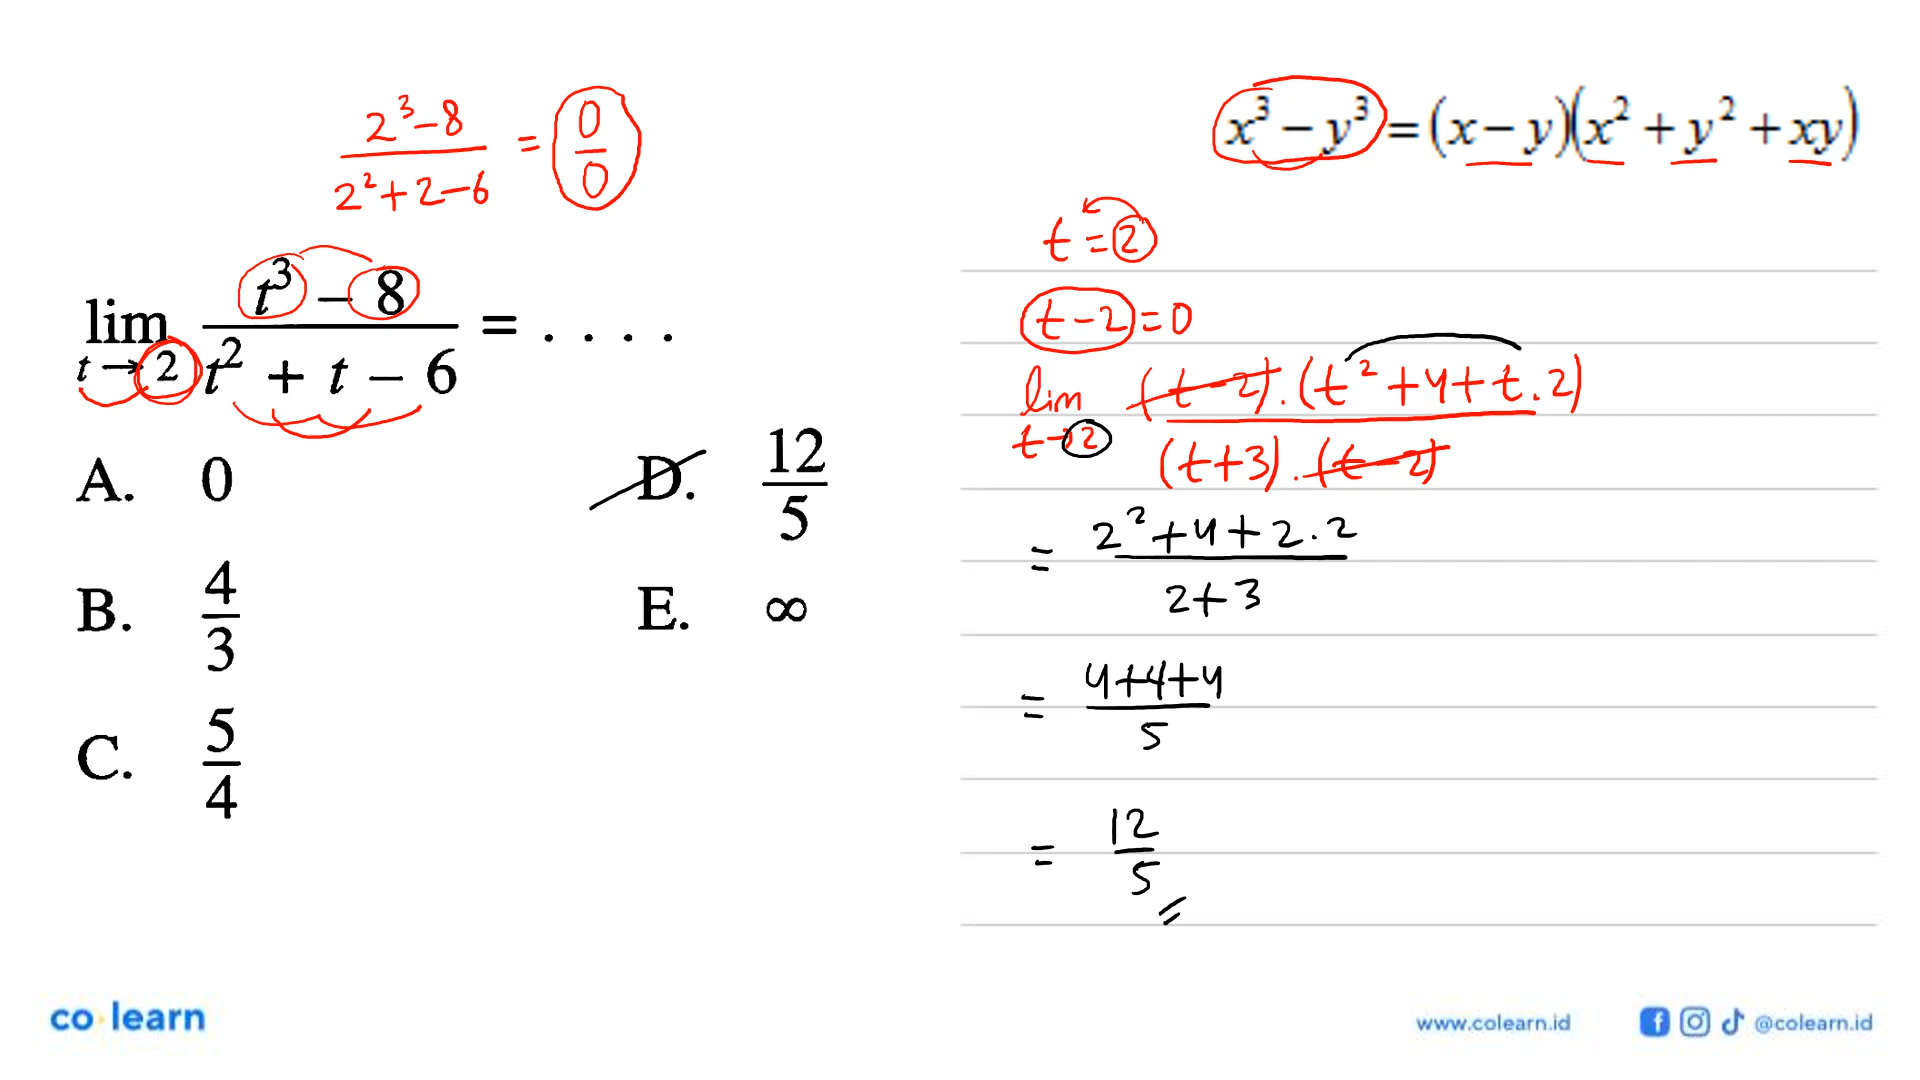 2³-8 / 2²+2-6 = 0/0
lim t→2 t³ - 8 / t² + t - 6 = . . . .
A. 0
B. 4/3
C. 5/4
D. 12/5
E. ∞
x³ - y³ = (x - y)(x² + y² + xy)
t = 2
t-2 = 0
lim t→2 (t-2).(t²+4+t.2) / (t+3).(t-2)
= 2²+4+2.2 / 2+3
= 4+4+4 / 5
= 12/5
co learn
www.colearn.id
@colearn.id